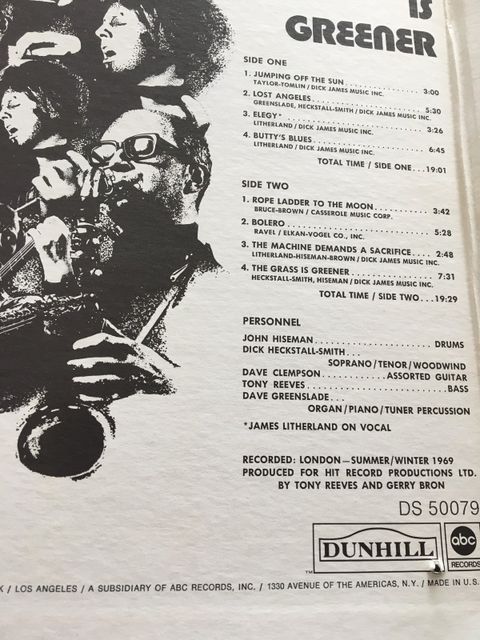 IS
GREENER
SIDE ONE
1. JUMPING OFF THE SUN.................3:00
TAYLOR-TOMLIN / DICK JAMES MUSIC INC.
2. LOST ANGELES......................5:30
GREENSLADE, HECKSTALL-SMITH / DICK JAMES MUSIC INC.
3. ELEGY*............................3:26
LITHERLAND / DICK JAMES MUSIC INC.
4. BUTTY'S BLUES.....................6:45
LITHERLAND / DICK JAMES MUSIC INC.
TOTAL TIME / SIDE ONE...19:01
SIDE TWO
1. ROPE LADDER TO THE MOON...........3:42
BRUCE-BROWN / CASSEROLE MUSIC CORP.
2. BOLERO............................5:28
RAVEL / ELKAN-VOGEL CO., INC.
3. THE MACHINE DEMANDS A SACRIFICE....2:48
LITHERLAND-HISEMAN-BROWN / DICK JAMES MUSIC INC.
4. THE GRASS IS GREENER..............7:31
HECKSTALL-SMITH, HISEMAN / DICK JAMES MUSIC INC.
TOTAL TIME / SIDE TWO...19:29
PERSONNEL
JOHN HISEMAN......................DRUMS
DICK HECKSTALL-SMITH...
SOPRANO/TENOR/WOODWIND
DAVE CLEMPSON............ASSORTED GUITAR
TONY REEVES..........................BASS
DAVE GREENSLADE...
ORGAN/PIANO/TUNER PERCUSSION
*JAMES LITHERLAND ON VOCAL
RECORDED: LONDON—SUMMER/WINTER 1969
PRODUCED FOR HIT RECORD PRODUCTIONS LTD.
BY TONY REEVES AND GERRY BRON
DS 50079
DUNHILL
TM
abc
RECORDS
/ LOS ANGELES / A SUBSIDIARY OF ABC RECORDS, INC. / 1330 AVENUE OF THE AMERICAS, N.Y. / MADE IN U.S.